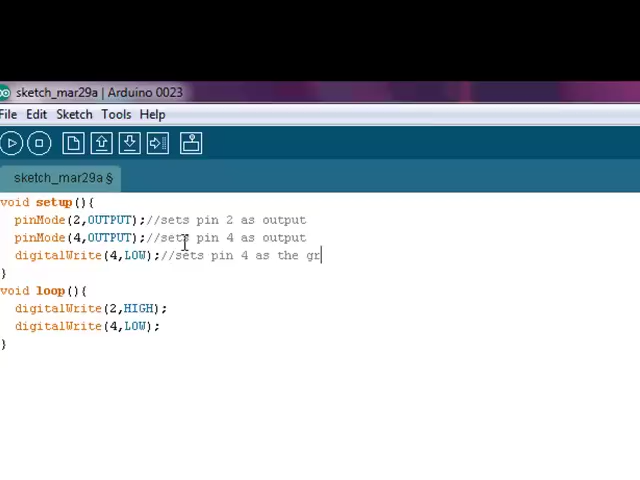 sketch_mar29a | Arduino 0023
File Edit Sketch Tools Help
sketch_mar29a §
void setup(){
pinMode(2,OUTPUT);//sets pin 2 as output
pinMode(4,OUTPUT);//sets pin 4 as output
digitalWrite(4,LOW);//sets pin 4 as the gr
}
void loop(){
digitalWrite(2,HIGH);
digitalWrite(4,LOW);
}